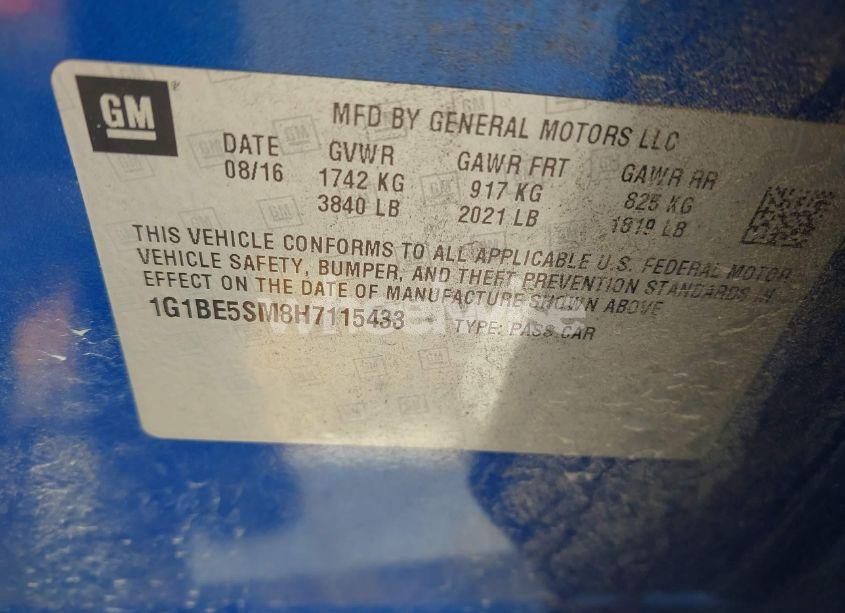 GM
MFD BY GENERAL MOTORS LLC
DATE GVWR GAWR FRT GAWR RR
08/16 1742 KG 917 KG 825 KG
3840 LB 2021 LB 1819 LB
THIS VEHICLE CONFORMS TO ALL APPLICABLE U.S. FEDERAL MOTOR
VEHICLE SAFETY, BUMPER, AND THEFT PREVENTION STANDARDS IN
EFFECT ON THE DATE OF MANUFACTURE SHOWN ABOVE
1G1BE5SM8H7115433 TYPE: PASS CAR